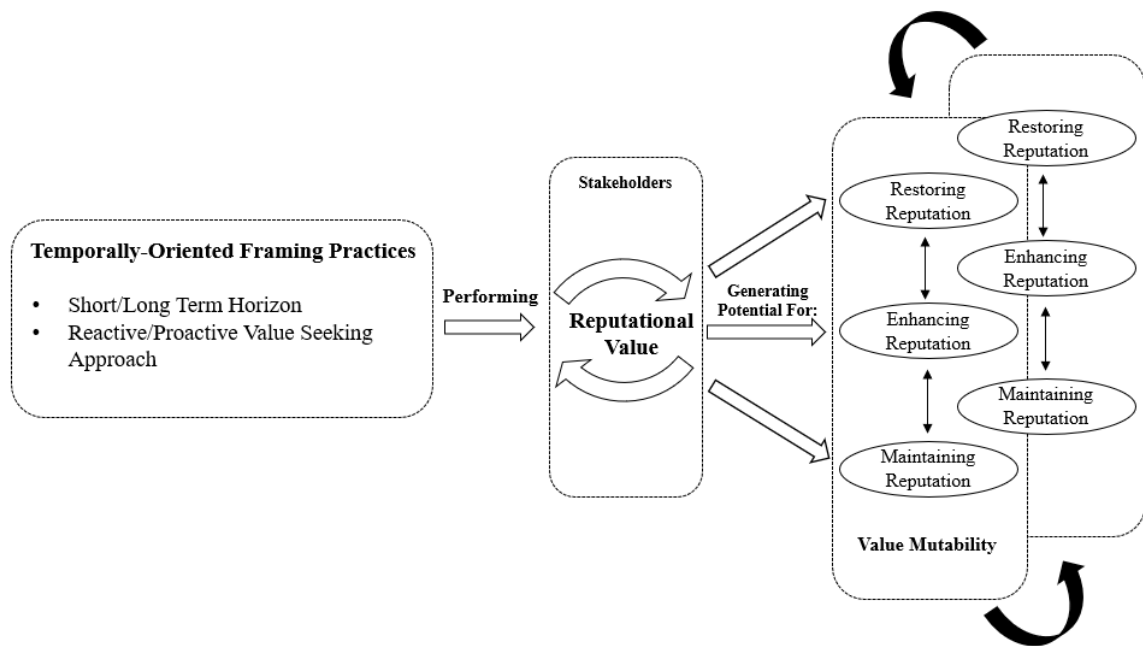 Temporally-Oriented Framing Practices
• Short/Long Term Horizon
• Reactive/Proactive Value Seeking
Approach
Performing
Stakeholders
Reputational
Value
Generating
Potential For:
Restoring
Reputation
Enhancing
Reputation
Maintaining
Reputation
Value Mutability
Restoring
Reputation
Enhancing
Reputation
Maintaining
Reputation